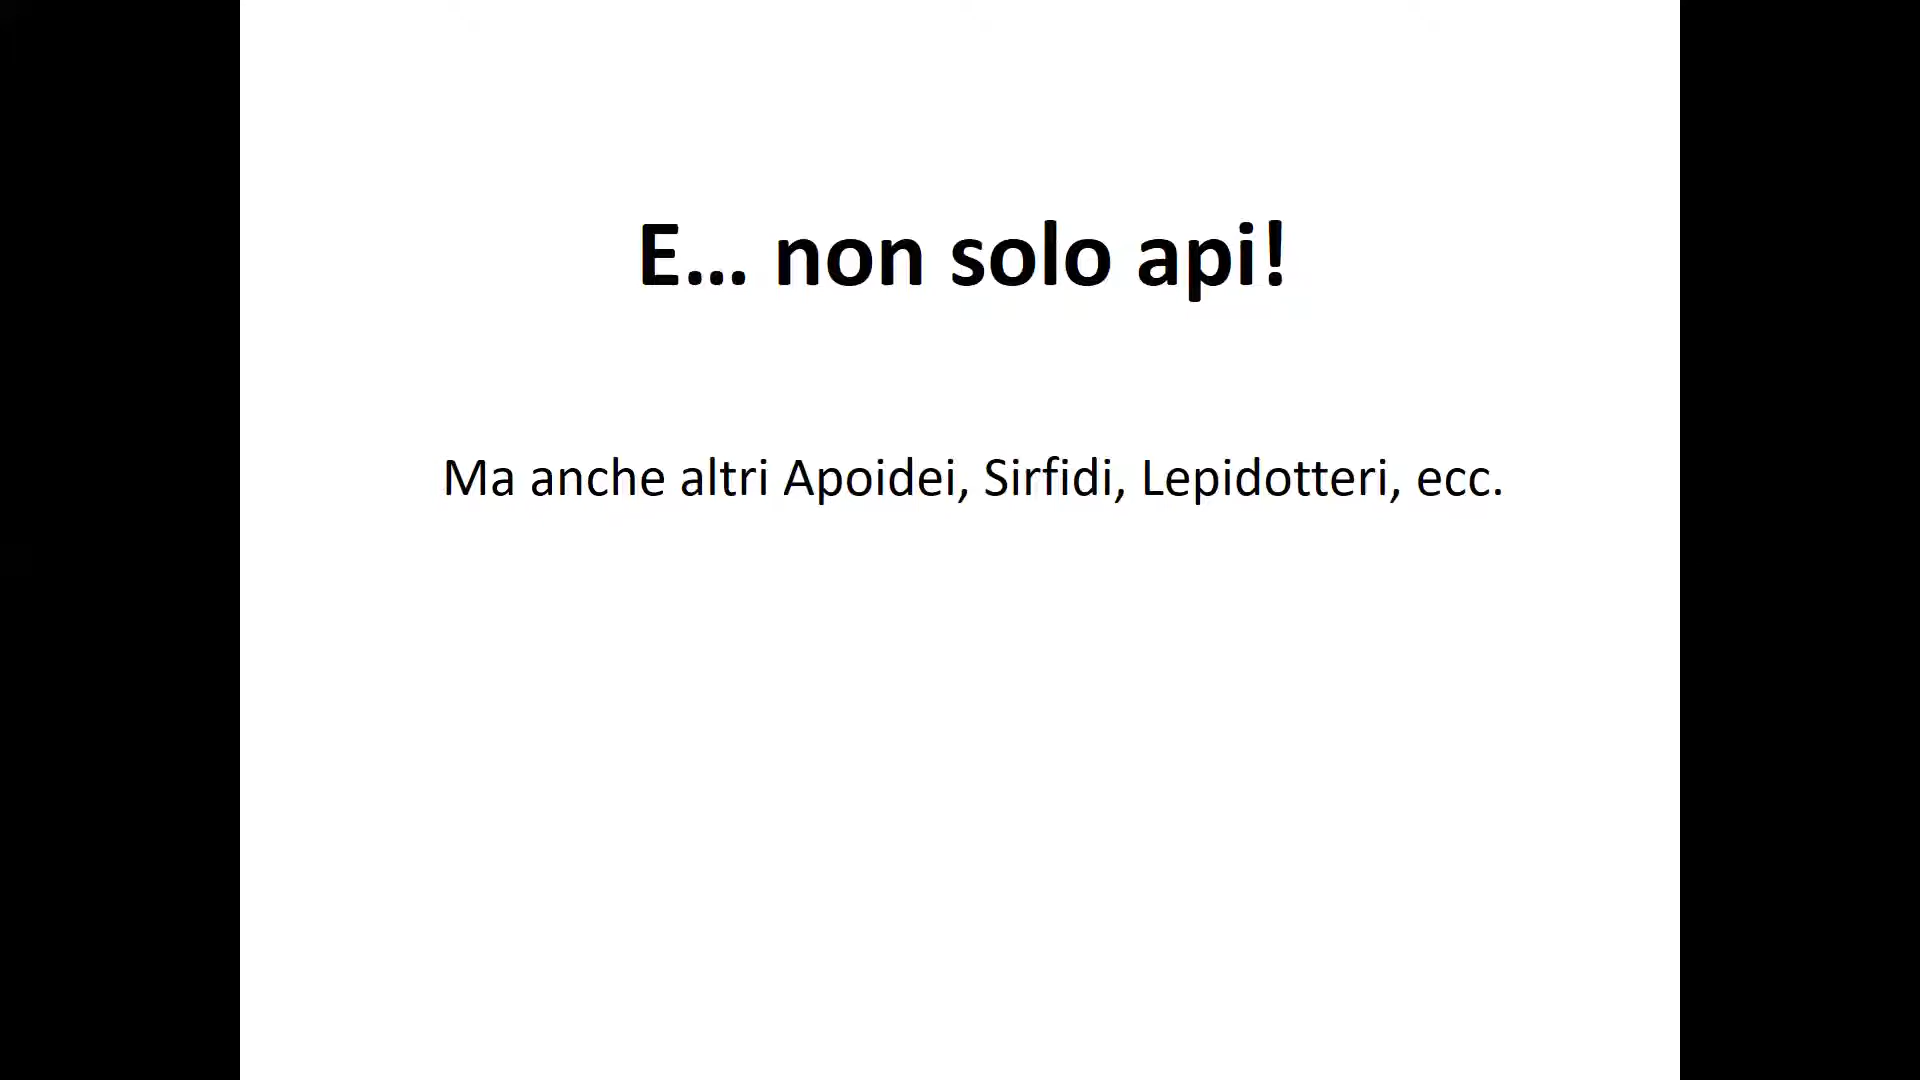 E… non solo api!
Ma anche altri Apoidei, Sirfidi, Lepidotteri, ecc.